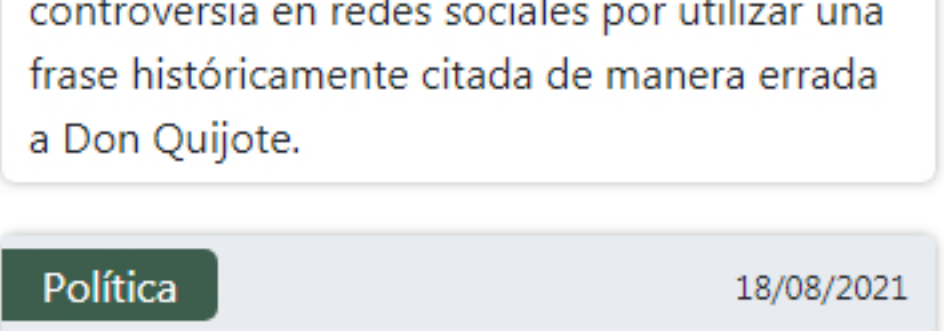 controversia en redes sociales por utilizar una
frase históricamente citada de manera errada
a Don Quijote.
Política
18/08/2021